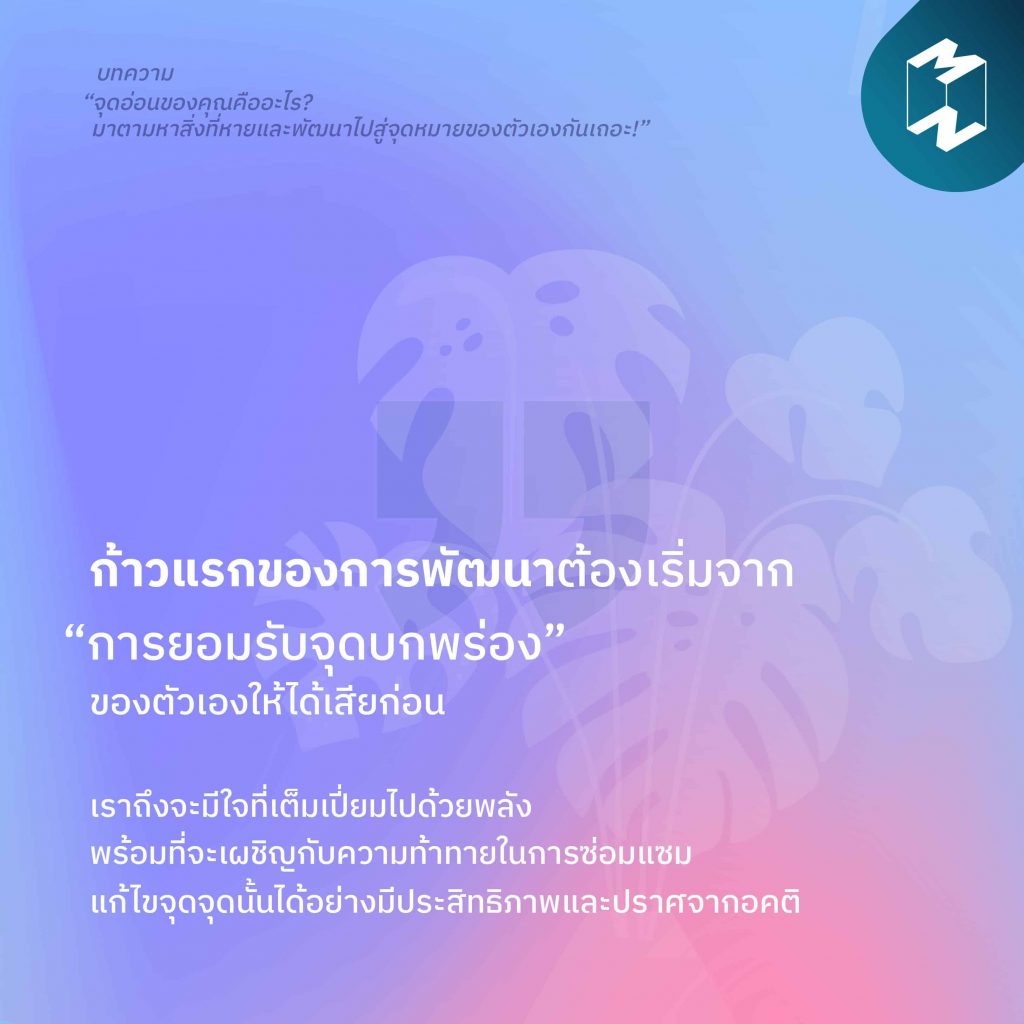 บทความ
“จุดอ่อนของคุณคืออะไร?
มาตามหาสิ่งที่หายและพัฒนาไปสู่จุดหมายของตัวเองกันเถอะ!”
ก้าวแรกของการพัฒนาต้องเริ่มจาก
“การยอมรับจุดบกพร่อง”
ของตัวเองให้ได้เสียก่อน
เราถึงจะมีใจที่เต็มเปี่ยมไปด้วยพลัง
พร้อมที่จะเผชิญกับความท้าทายในการซ่อมแซม
แก้ไขจุดจุดนั้นได้อย่างมีประสิทธิภาพและปราศจากอคติ